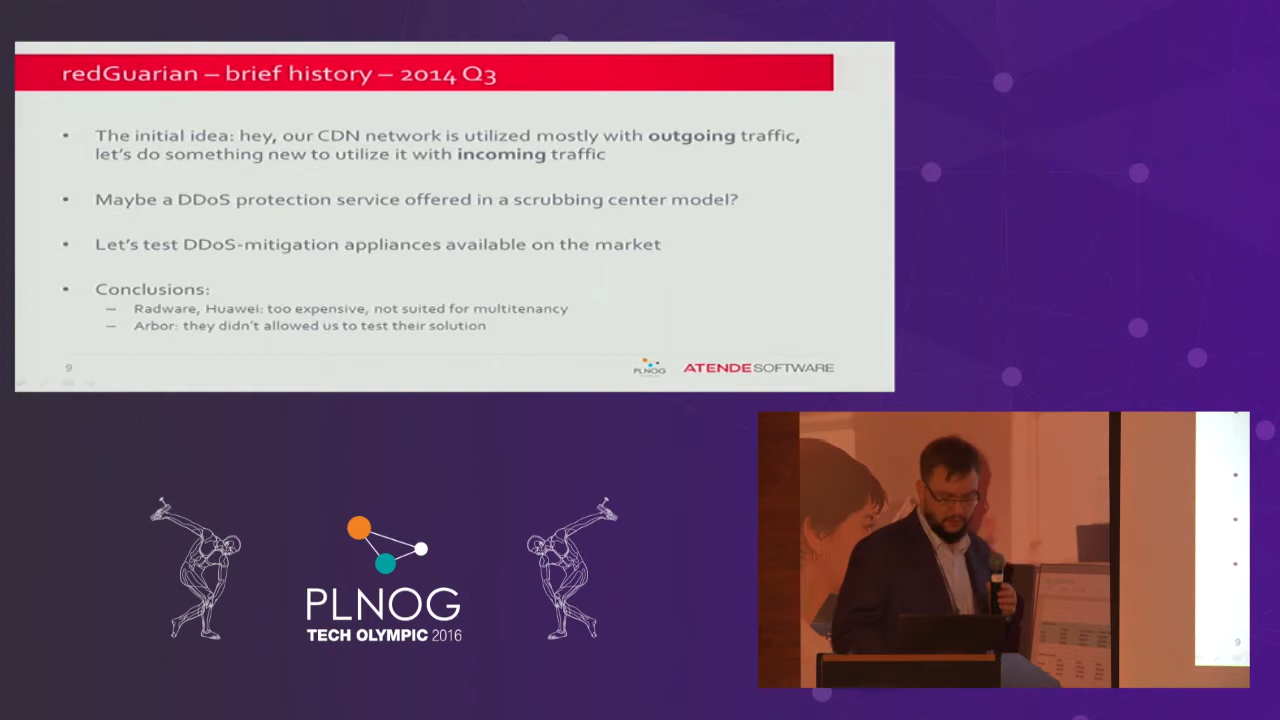 redGuarian – brief history – 2014 Q3
• The initial idea: hey, our CDN network is utilized mostly with outgoing traffic,
let's do something new to utilize it with incoming traffic
• Maybe a DDoS protection service offered in a scrubbing center model?
• Let's test DDoS-mitigation appliances available on the market
• Conclusions:
– Radware, Huawei: too expensive, not suited for multitenancy
– Arbor: they didn't allowed us to test their solution
9
PLNOG
ATENDESOFTWARE
PLNOG
TECH OLYMPIC 2016
9